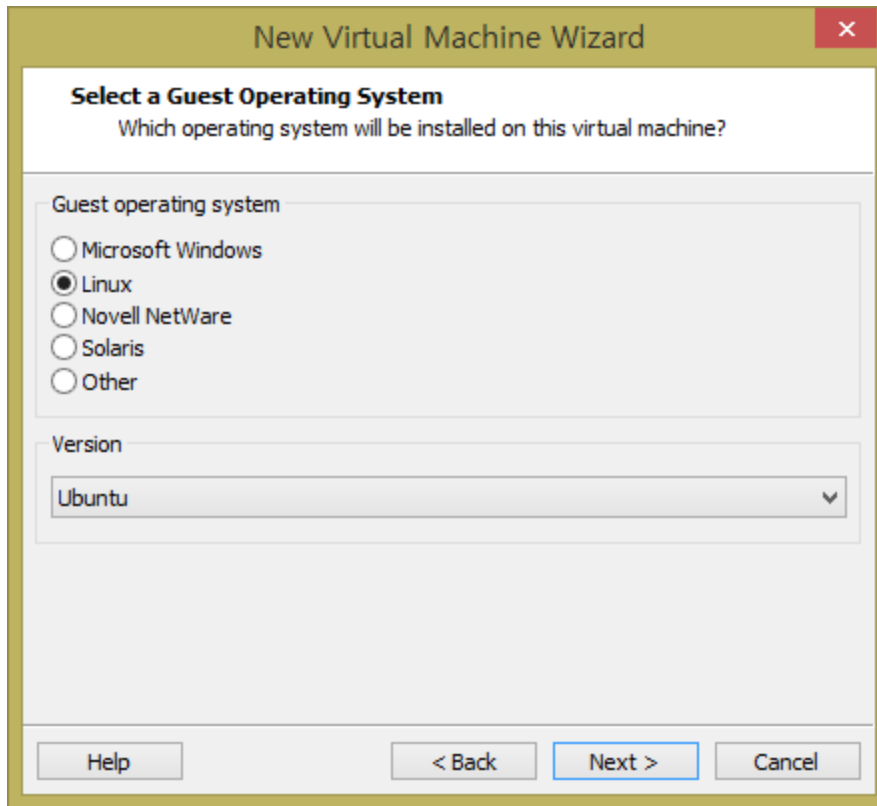 New Virtual Machine Wizard
Select a Guest Operating System
Which operating system will be installed on this virtual machine?
Guest operating system
Microsoft Windows
Linux
Novell NetWare
Solaris
Other
Version
Ubuntu
Help
< Back
Next >
Cancel